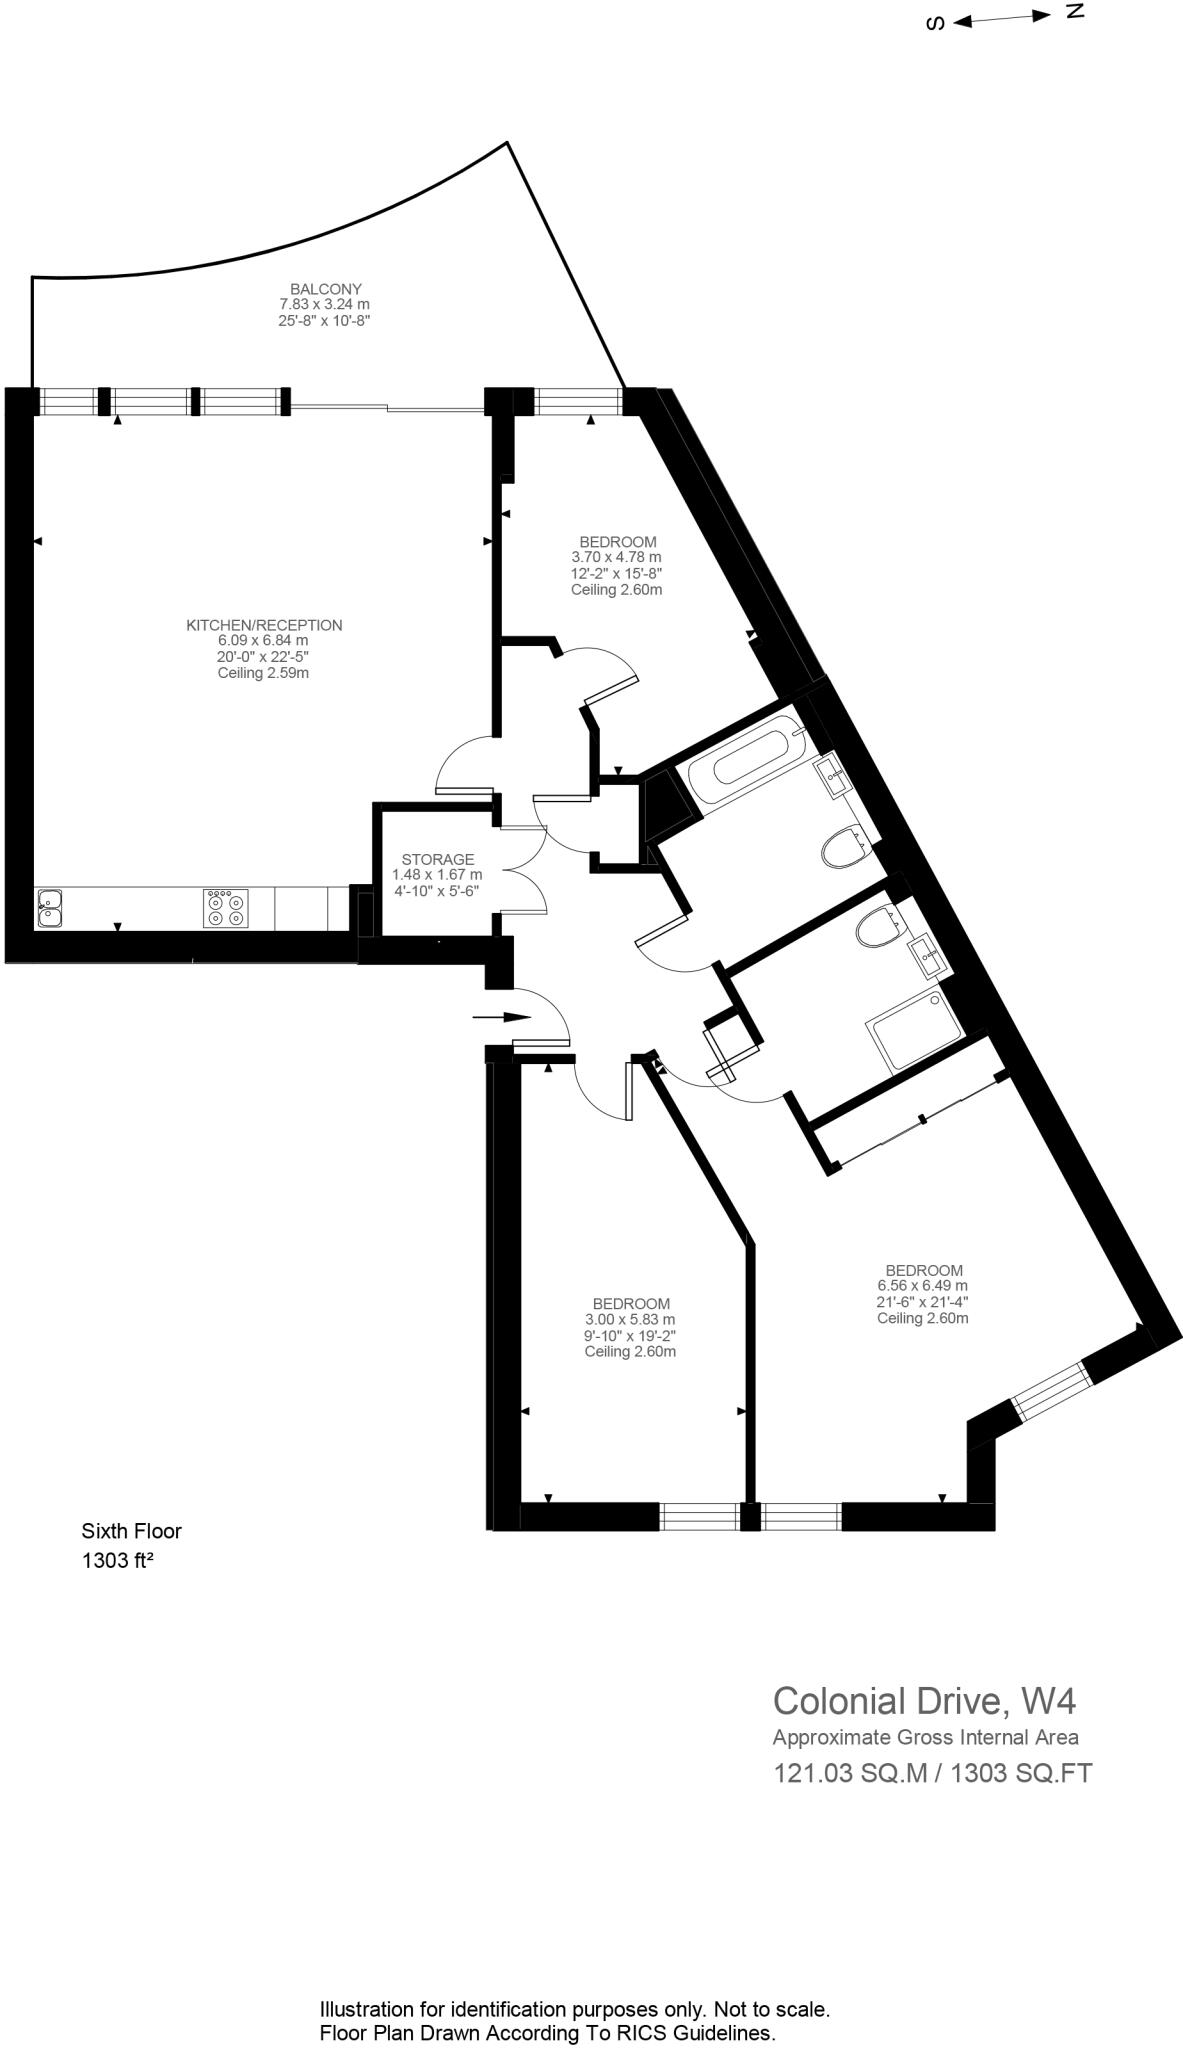 S N
BALCONY
7.83 x 3.24 m
25'-8" x 10'-8"
BEDROOM
3.70 x 4.78 m
12'-2" x 15'-8"
Ceiling 2.60m
KITCHEN/RECEPTION
6.09 x 6.84 m
20'-0" x 22'-5"
Ceiling 2.59m
STORAGE
1.48 x 1.67 m
4'-10" x 5'-6"
BEDROOM
6.56 x 6.49 m
21'-6" x 21'-4"
Ceiling 2.60m
BEDROOM
3.00 x 5.83 m
9'-10" x 19'-2"
Ceiling 2.60m
Sixth Floor
1303 ft²
Colonial Drive, W4
Approximate Gross Internal Area
121.03 SQ.M / 1303 SQ.FT
Illustration for identification purposes only. Not to scale.
Floor Plan Drawn According To RICS Guidelines.